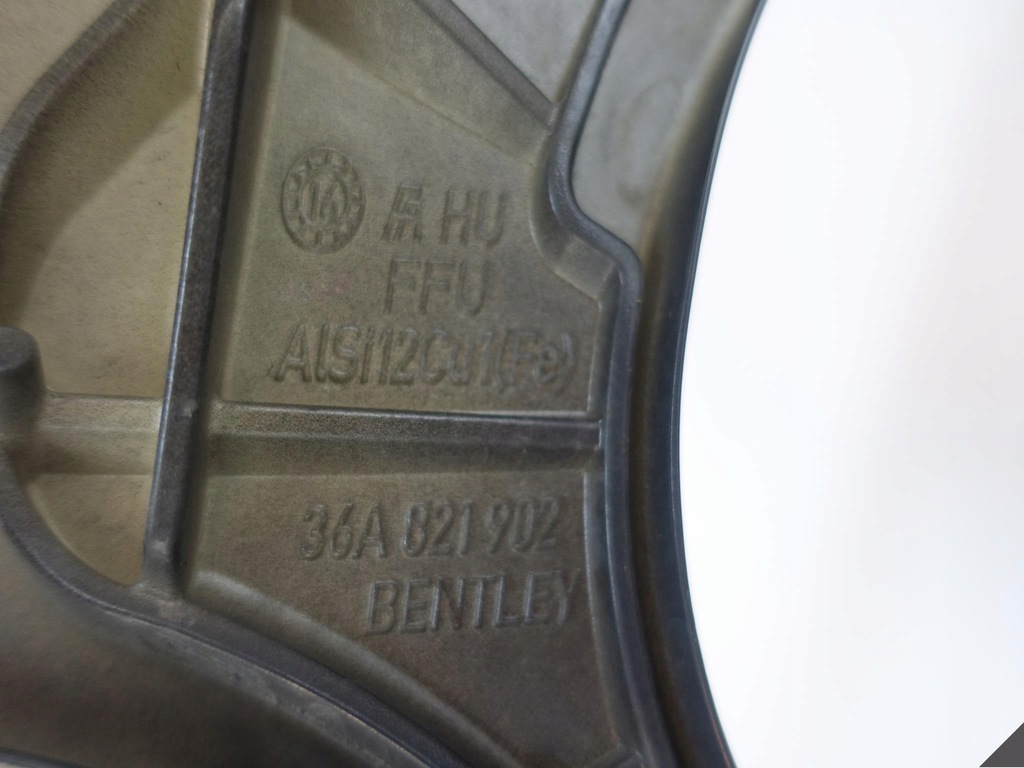 HU
FFU
AlSi12Cu1(Fe)
36A 821 902
BENTLEY